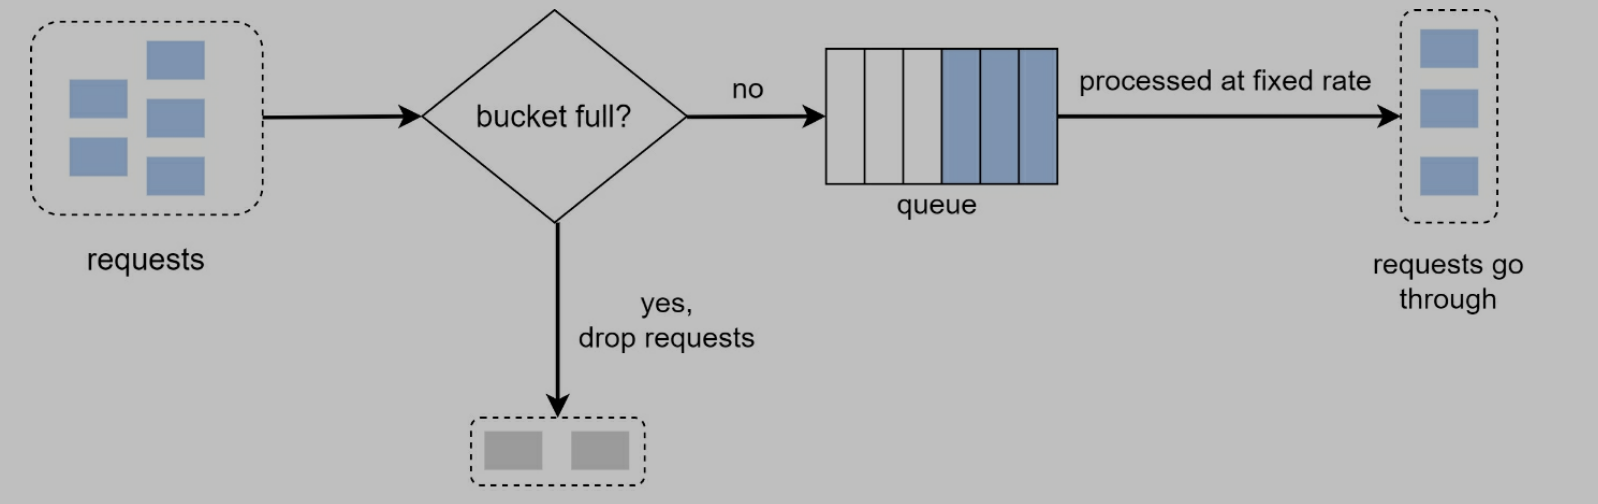 requests
bucket full?
no
yes,
drop requests
queue
processed at fixed rate
requests go
through